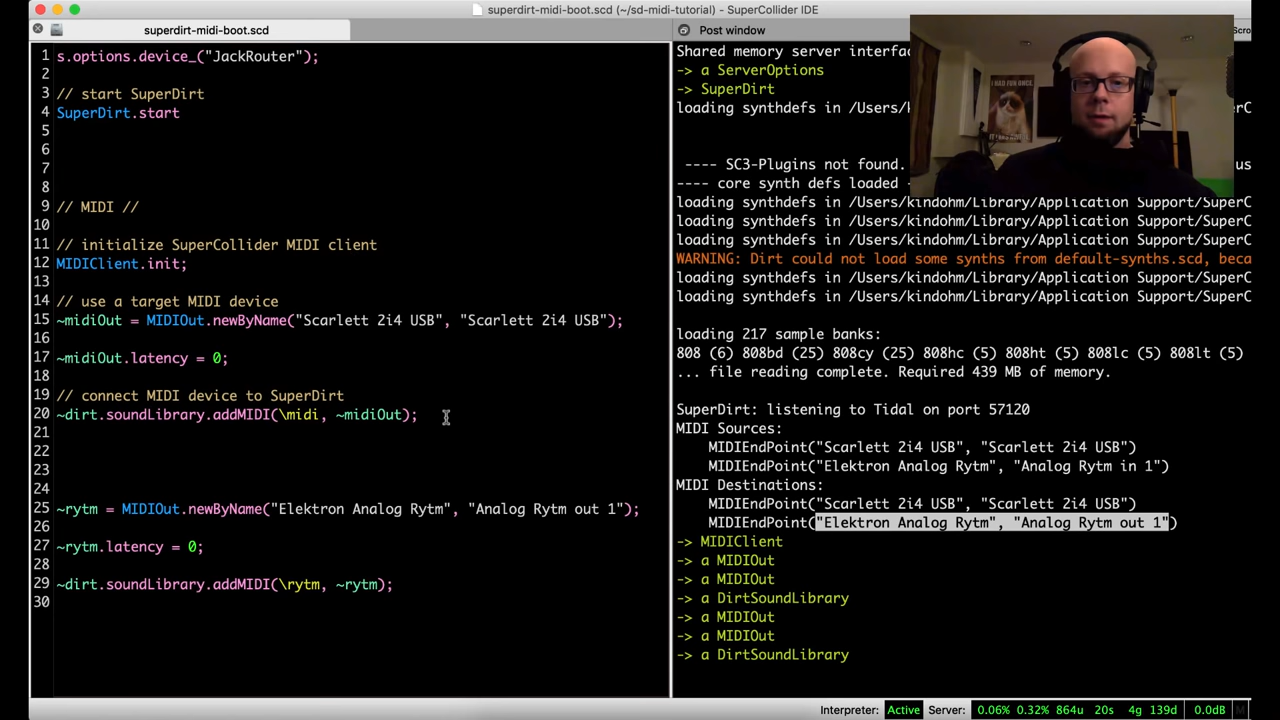 superdirt-midi-boot.scd (~/sd-midi-tutorial) - SuperCollider IDE
superdirt-midi-boot.scd
1 s.options.device_("JackRouter");
2
3 // start SuperDirt
4 SuperDirt.start
5
6
7
8
9 // MIDI //
10
11 // initialize SuperCollider MIDI client
12 MIDIClient.init;
13
14 // use a target MIDI device
15 ~midiOut = MIDIOut.newByName("Scarlett 2i4 USB", "Scarlett 2i4 USB");
16
17 ~midiOut.latency = 0;
18
19 // connect MIDI device to SuperDirt
20 ~dirt.soundLibrary.addMIDI(\midi, ~midiOut);
21
22
23
24
25 ~rytm = MIDIOut.newByName("Elektron Analog Rytm", "Analog Rytm out 1");
26
27 ~rytm.latency = 0;
28
29 ~dirt.soundLibrary.addMIDI(\rytm, ~rytm);
30
Post window
Scro
Shared memory server interfac
-> a ServerOptions
-> SuperDirt
loading synthdefs in /Users/kindohm/Libra
uperC
---- SC3-Plugins not found.
us
---- core synth defs loaded
loading synthdefs in /Users/kindohm/Library/Application Support/SuperC
loading synthdefs in /Users/kindohm/Library/Application Support/SuperC
loading synthdefs in /Users/kindohm/Library/Application Support/SuperC
WARNING: Dirt could not load some synths from default-synths.scd, beca
loading synthdefs in /Users/kindohm/Library/Application Support/SuperC
loading synthdefs in /Users/kindohm/Library/Application Support/SuperC
loading 217 sample banks:
808 (6) 808bd (25) 808cy (25) 808hc (5) 808ht (5) 808lc (5) 808lt (5)
... file reading complete. Required 439 MB of memory.
SuperDirt: listening to Tidal on port 57120
MIDI Sources:
MIDIEndPoint("Scarlett 2i4 USB", "Scarlett 2i4 USB")
MIDIEndPoint("Elektron Analog Rytm", "Analog Rytm in 1")
MIDI Destinations:
MIDIEndPoint("Scarlett 2i4 USB", "Scarlett 2i4 USB")
MIDIEndPoint("Elektron Analog Rytm", "Analog Rytm out 1")
-> MIDIClient
-> a MIDIOut
-> a MIDIOut
-> a DirtSoundLibrary
-> a MIDIOut
-> a MIDIOut
-> a DirtSoundLibrary
Interpreter: Active Server: 0.06% 0.32% 864u 20s 4g 139d 0.0dB M